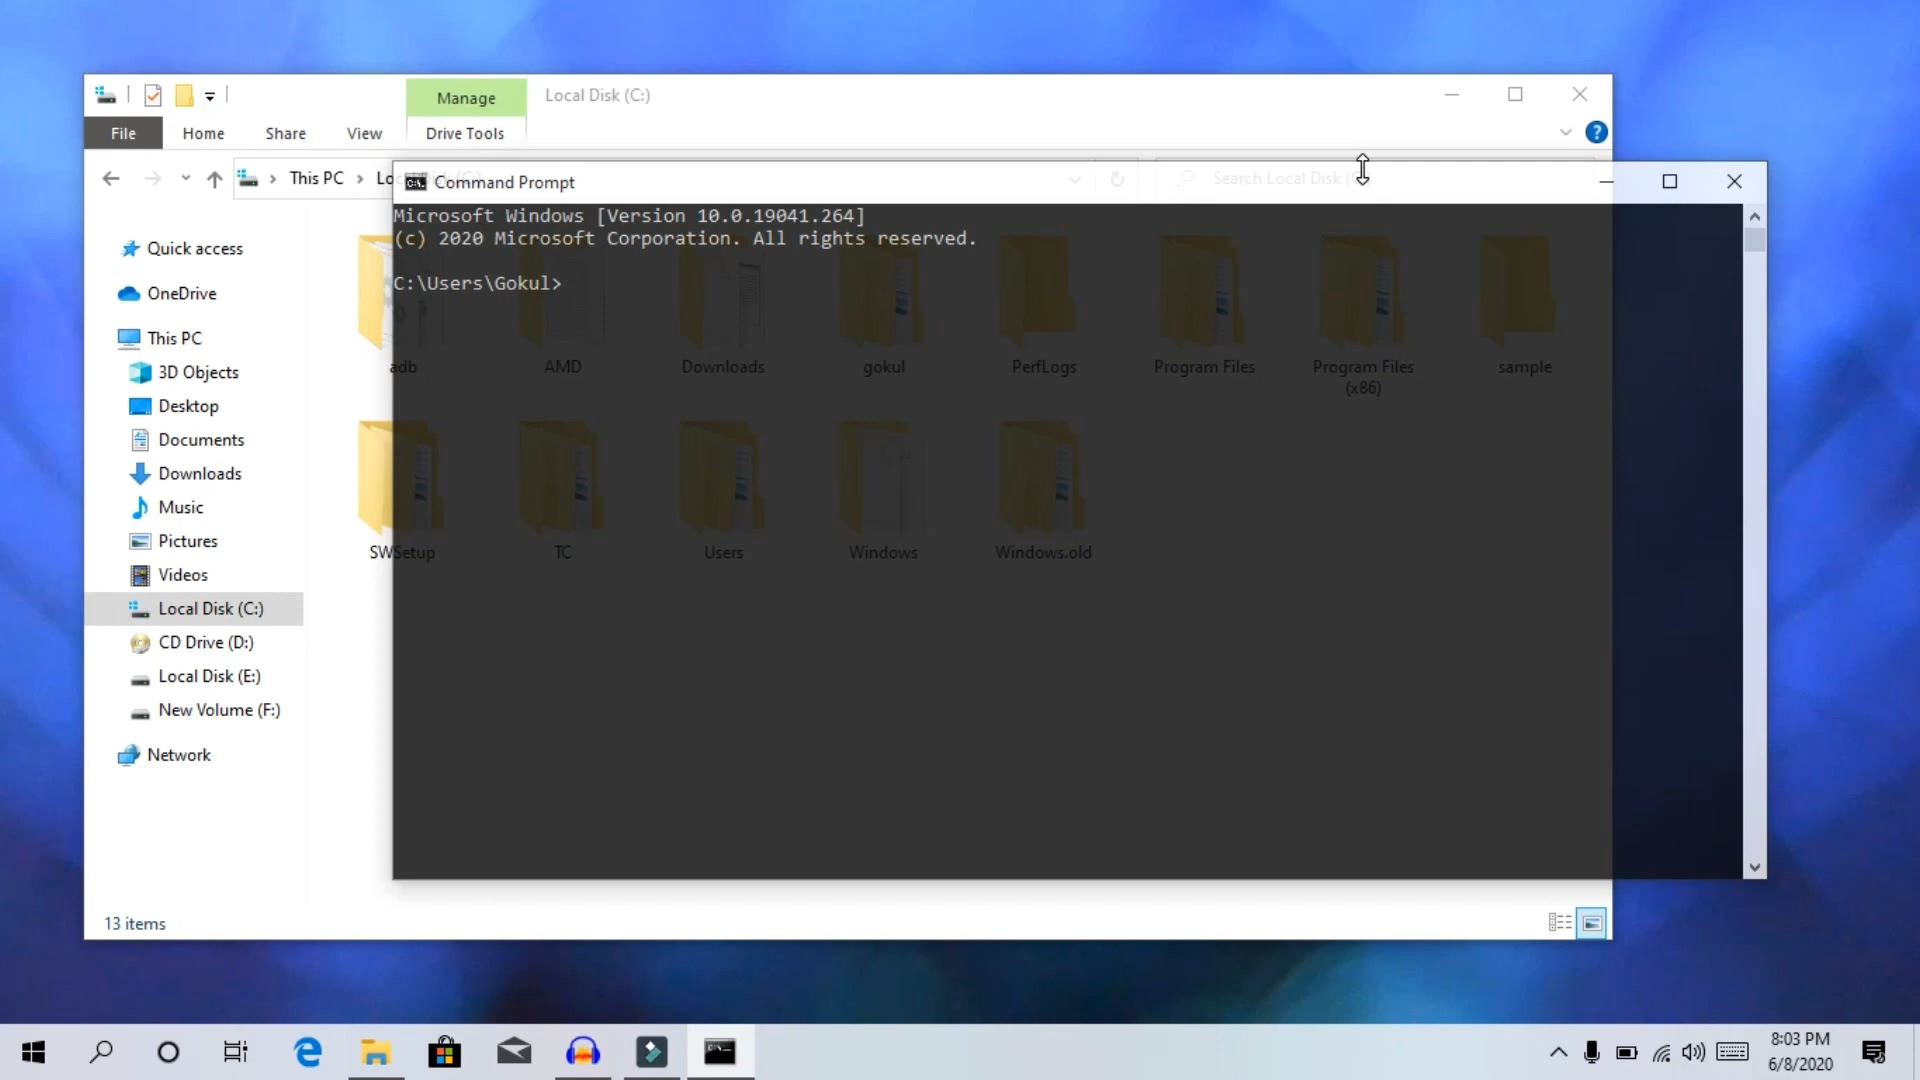 Manage
Local Disk (C:)
File
Home
Share
View
Drive Tools
This PC
Search Local Disk
Command Prompt
Microsoft Windows [Version 10.0.19041.264]
(c) 2020 Microsoft Corporation. All rights reserved.
C:\Users\Gokul>
Quick access
OneDrive
This PC
3D Objects
Desktop
Documents
Downloads
Music
Pictures
Videos
Local Disk (C:)
CD Drive (D:)
Local Disk (E:)
New Volume (F:)
Network
adb
AMD
Downloads
gokul
PerfLogs
Program Files
Program Files
(x86)
sample
SWSetup
TC
Users
Windows
Windows.old
13 items
8:03 PM
6/8/2020